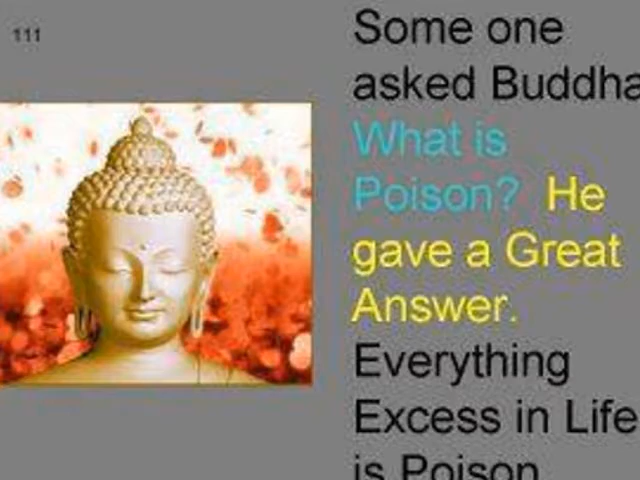 111
Some one
asked Buddha
What is
Poison? He
gave a Great
Answer.
Everything
Excess in Life
is Poison